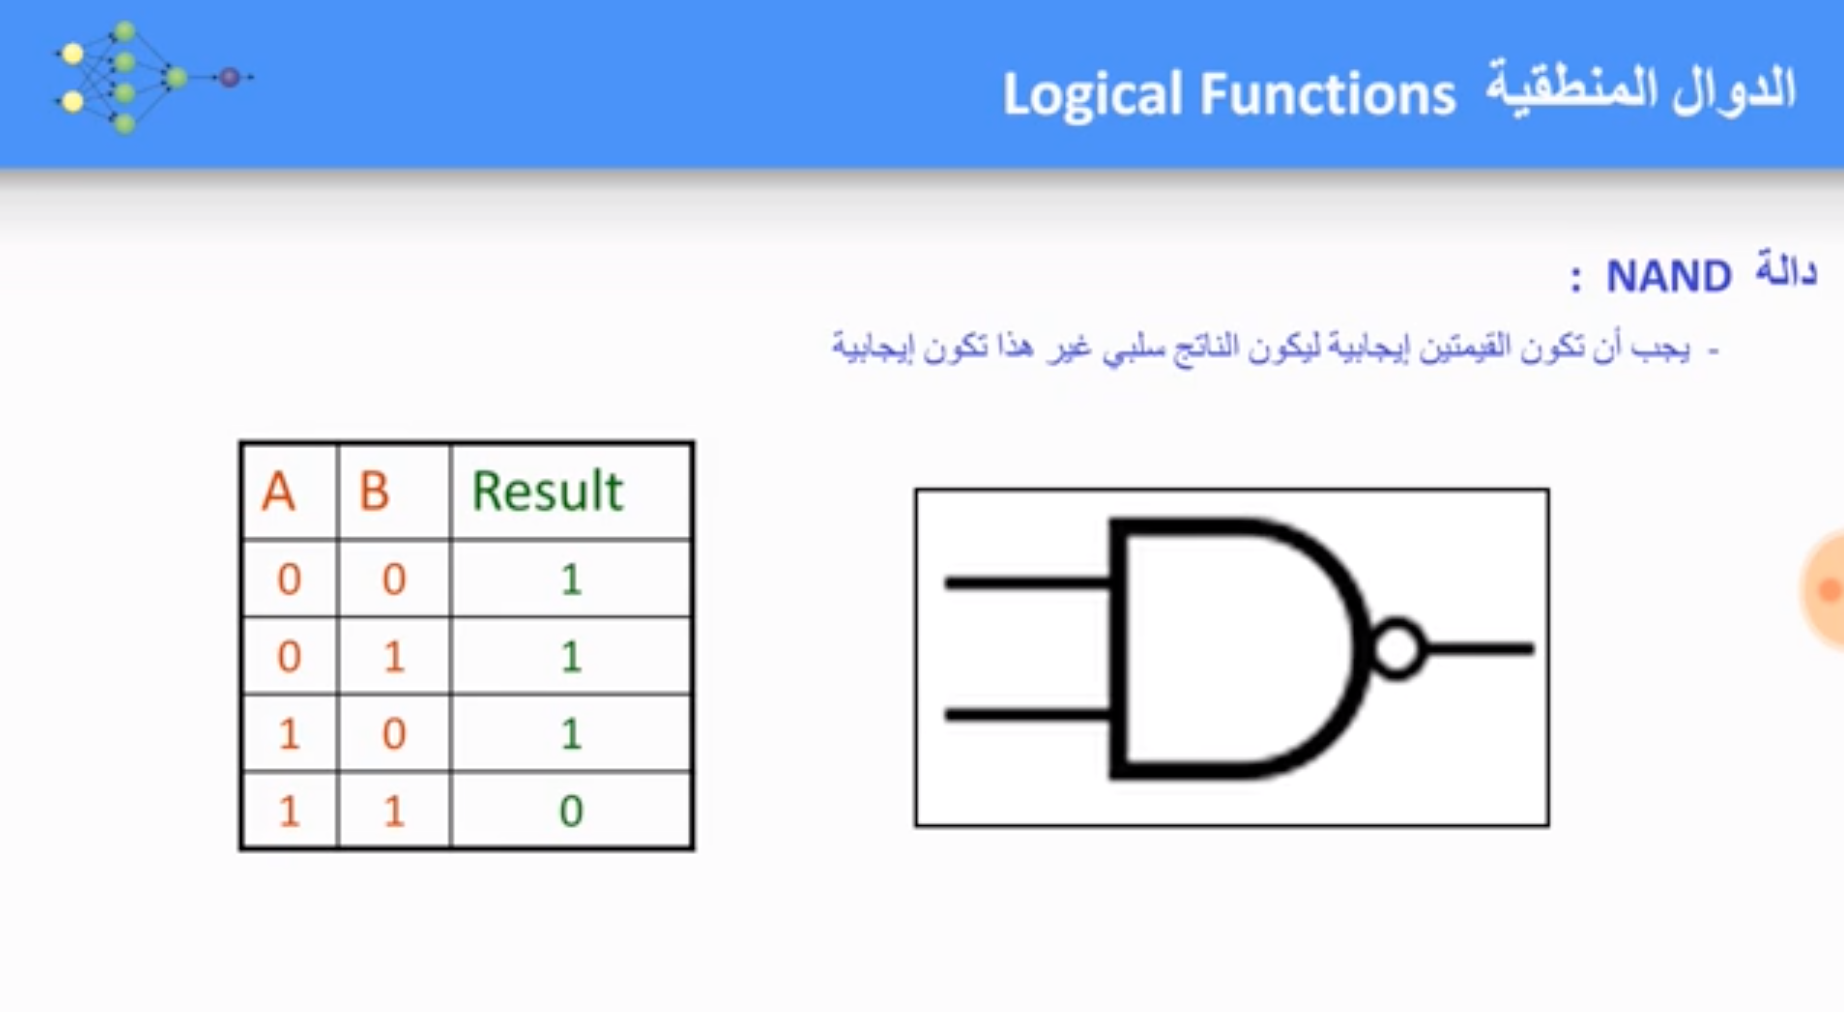 الدوال المنطقية Logical Functions
دالة NAND :
- يجب أن تكون القيمتين إيجابية ليكون الناتج سلبي غير هذا تكون إيجابية
A B Result
0 0 1
0 1 1
1 0 1
1 1 0